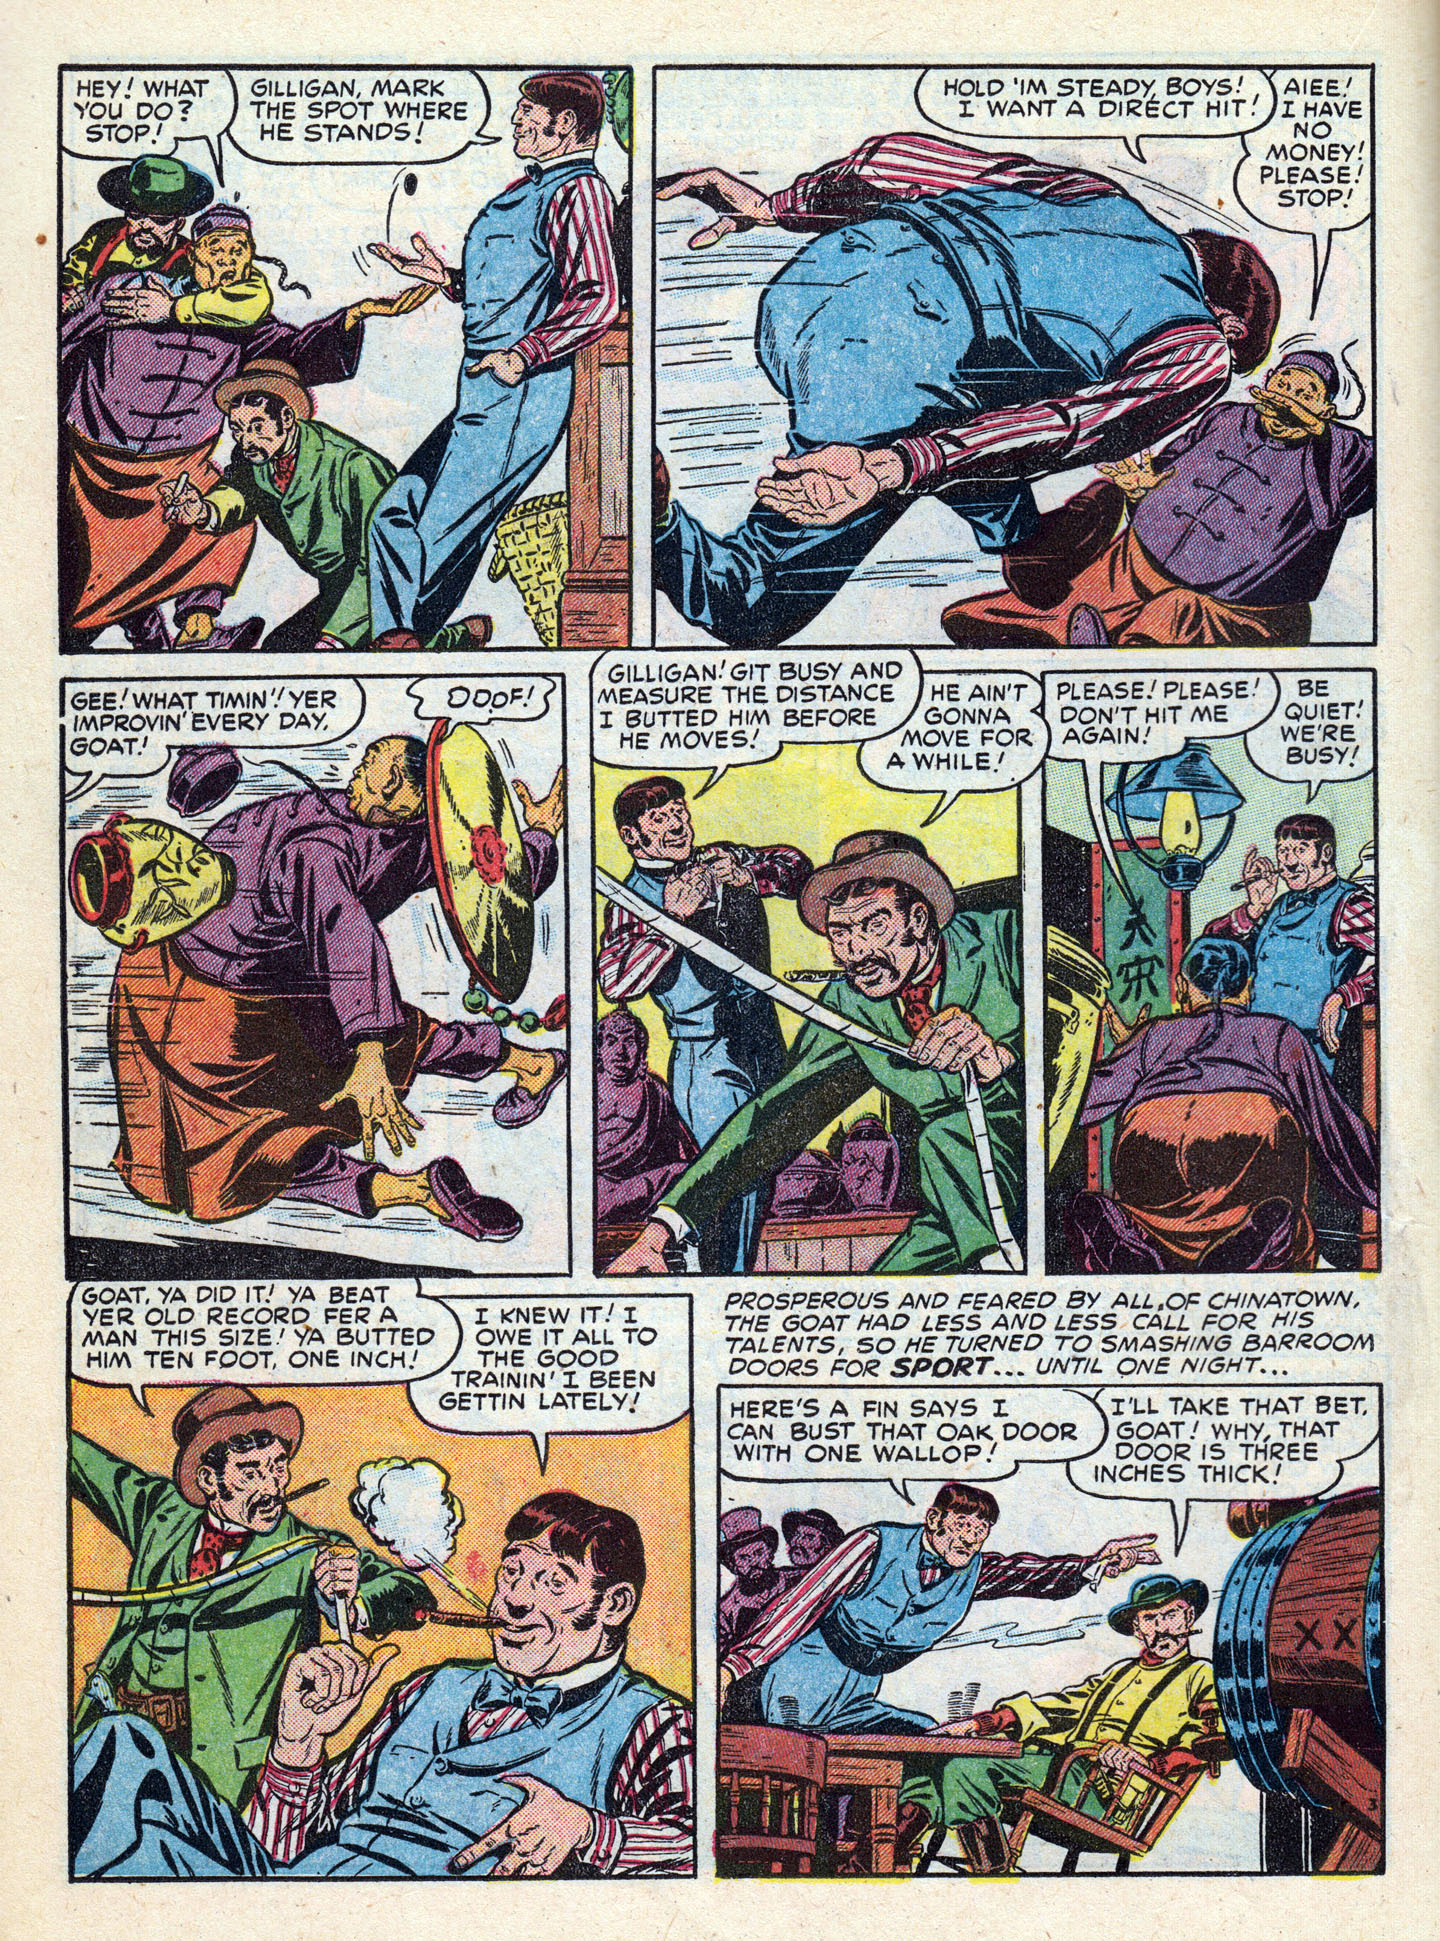 HEY! WHAT
YOU DO?
STOP!
GILLIGAN, MARK
THE SPOT WHERE
HE STANDS!
HOLD 'IM STEADY, BOYS!
I WANT A DIRECT HIT!
AIEE!
I HAVE
NO
MONEY!
PLEASE!
STOP!
GEE! WHAT TIMIN'! YER
IMPROVIN' EVERY DAY,
GOAT!
OOOF!
GILLIGAN! GIT BUSY AND
MEASURE THE DISTANCE
I BUTTED HIM BEFORE
HE MOVES!
HE AIN'T
GONNA
MOVE FOR
A WHILE!
PLEASE! PLEASE!
DON'T HIT ME
AGAIN!
BE
QUIET!
WE'RE
BUSY!
GOAT, YA DID IT! YA BEAT
YER OLD RECORD FER A
MAN THIS SIZE! YA BUTTED
HIM TEN FOOT, ONE INCH!
I KNEW IT! I
OWE IT ALL TO
THE GOOD
TRAININ' I BEEN
GETTIN LATELY!
PROSPEROUS AND FEARED BY ALL OF CHINATOWN,
THE GOAT HAD LESS AND LESS CALL FOR HIS
TALENTS, SO HE TURNED TO SMASHING BARROOM
DOORS FOR SPORT... UNTIL ONE NIGHT...
HERE'S A FIN SAYS I
CAN BUST THAT OAK DOOR
WITH ONE WALLOP!
I'LL TAKE THAT BET,
GOAT! WHY, THAT
DOOR IS THREE
INCHES THICK!
XX
3